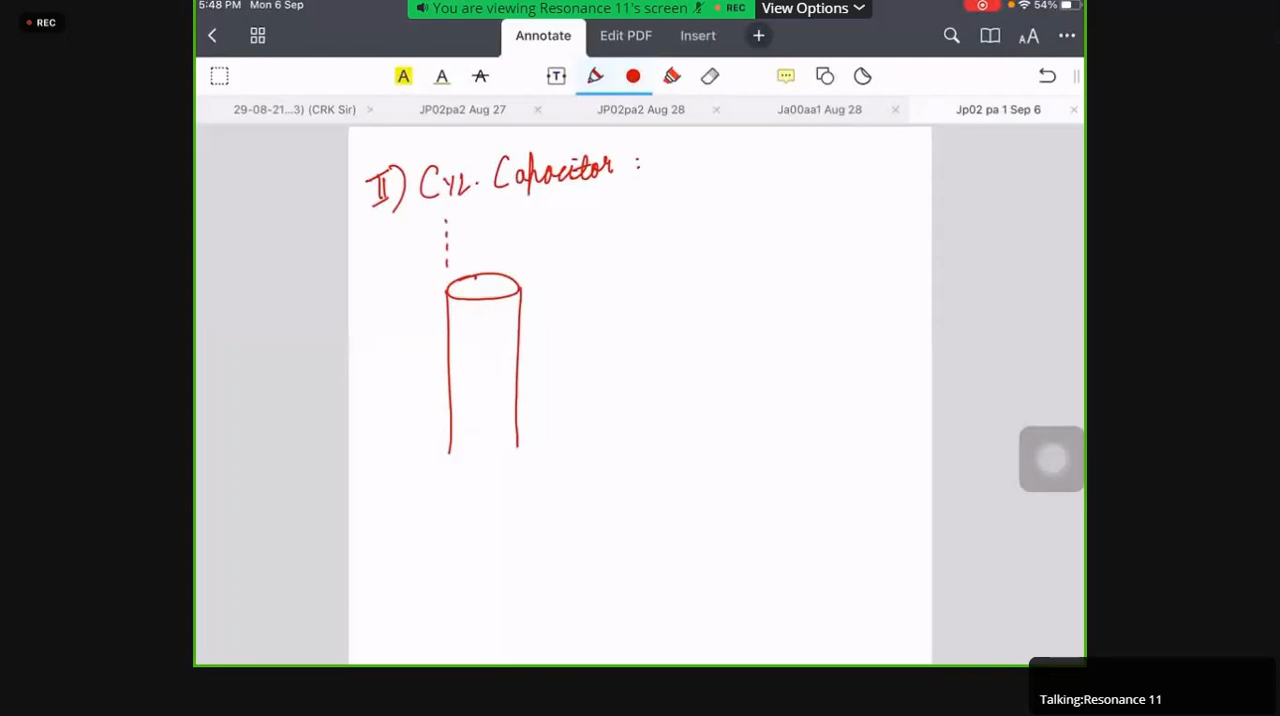 5:48 PM Mon 6 Sep
You are viewing Resonance 11's screen
REC
View Options
54%
REC
Annotate
Edit PDF
Insert
+
AA
A A A T
29-08-21...3) (CRK Sir)
JP02pa2 Aug 27
JP02pa2 Aug 28
Ja00aa1 Aug 28
Jp02 pa 1 Sep 6
II) Cyl. Capacitor :
Talking:Resonance 11